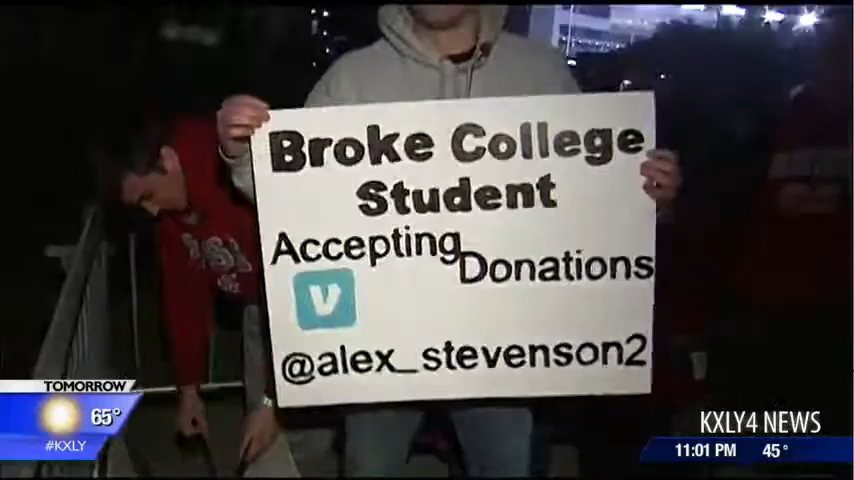 Broke College
Student
Accepting
Donations
V
@alex_stevenson2
TOMORROW
65°
#KXLY
KXLY4 NEWS
11:01 PM 45°